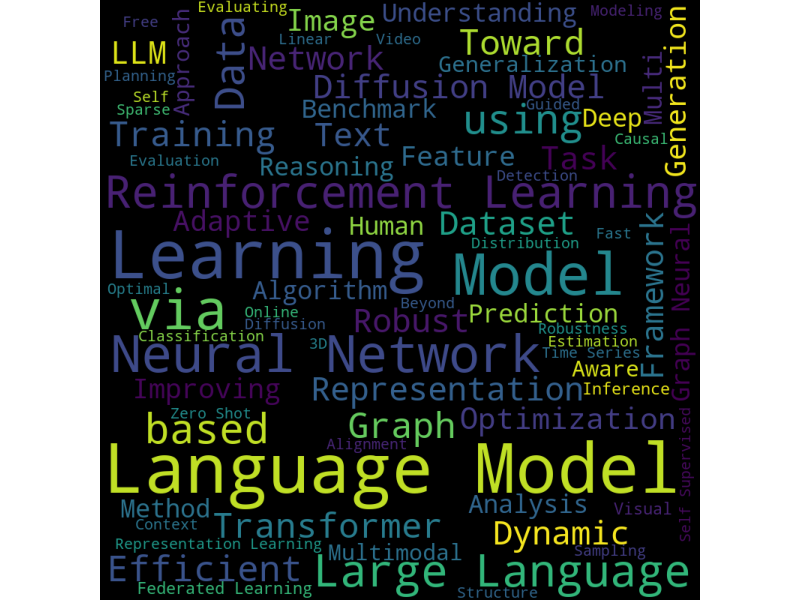 Free
Evaluating
Image
Understanding
Modeling
LLM
Approach
Data
Linear
Video
Toward
Generation
Network
Generalization
Multi
Planning
Diffusion Model
Self
Sparse
Benchmark
Guided
using
Deep
Training
Text
Causal
Evaluation
Reasoning
Feature
Task
Detection
Reinforcement Learning
Adaptive
Human
Dataset
Framework
Graph Neural
Fast
Distribution
Learning
Model
Optimal
Algorithm
Beyond
via
Online
Robust
Prediction
Diffusion
Robustness
Classification
Neural Network
3D
Estimation
Time Series
Aware
Improving
Representation
Inference
Zero Shot
based
Graph
Optimization
Self Supervised
Alignment
Language Model
Method
Analysis
Visual
Context
Transformer
Dynamic
Representation Learning
Multimodal
Sampling
Efficient
Large Language
Federated Learning
Structure